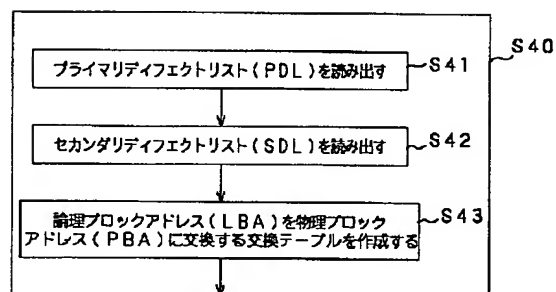 S40
プライマリディフェクトリスト(PDL)を読み出す
S41
セカンダリディフェクトリスト(SDL)を読み出す
S42
論理ブロックアドレス(LBA)を物理ブロック
アドレス(PBA)に交換する交換テーブルを作成する
S43